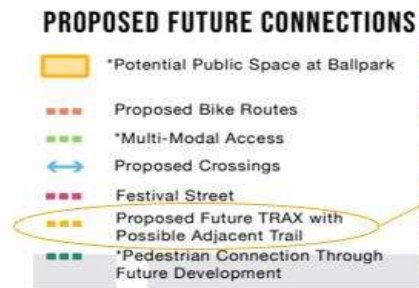 PROPOSED FUTURE CONNECTIONS
*Potential Public Space at Ballpark
Proposed Bike Routes
*Multi-Modal Access
Proposed Crossings
Festival Street
Proposed Future TRAX with
Possible Adjacent Trail
*Pedestrian Connection Through
Future Development